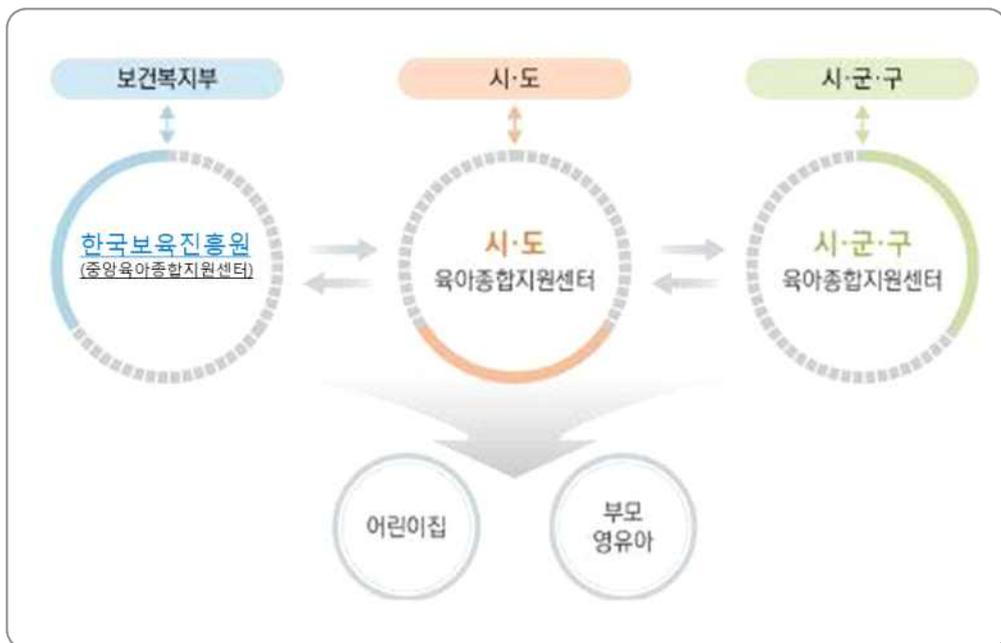 보건복지부
시·도
시·군·구
한국보육진흥원
(중앙육아종합지원센터)
시·도
육아종합지원센터
시·군·구
육아종합지원센터
어린이집
부모
영유아